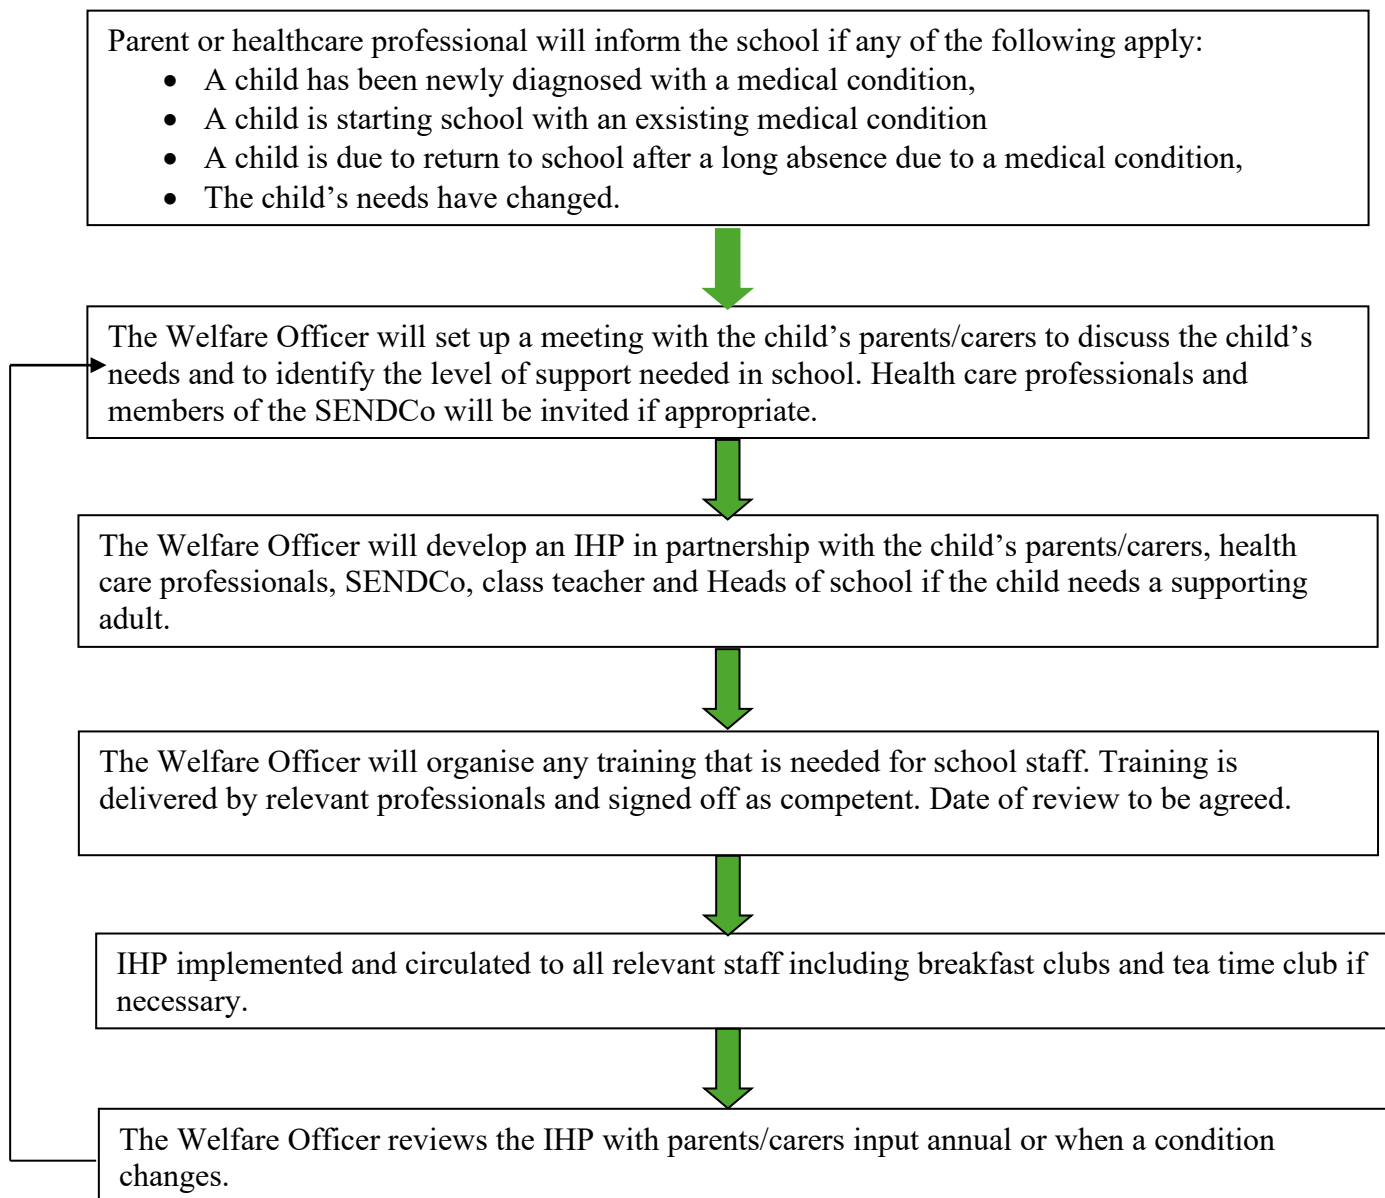 Parent or healthcare professional will inform the school if any of the following apply:
• A child has been newly diagnosed with a medical condition,
• A child is starting school with an exsisting medical condition
• A child is due to return to school after a long absence due to a medical condition,
• The child’s needs have changed.
The Welfare Officer will set up a meeting with the child’s parents/carers to discuss the child’s
needs and to identify the level of support needed in school. Health care professionals and
members of the SENDCo will be invited if appropriate.
The Welfare Officer will develop an IHP in partnership with the child’s parents/carers, health
care professionals, SENDCo, class teacher and Heads of school if the child needs a supporting
adult.
The Welfare Officer will organise any training that is needed for school staff. Training is
delivered by relevant professionals and signed off as competent. Date of review to be agreed.
IHP implemented and circulated to all relevant staff including breakfast clubs and tea time club if
necessary.
The Welfare Officer reviews the IHP with parents/carers input annual or when a condition
changes.